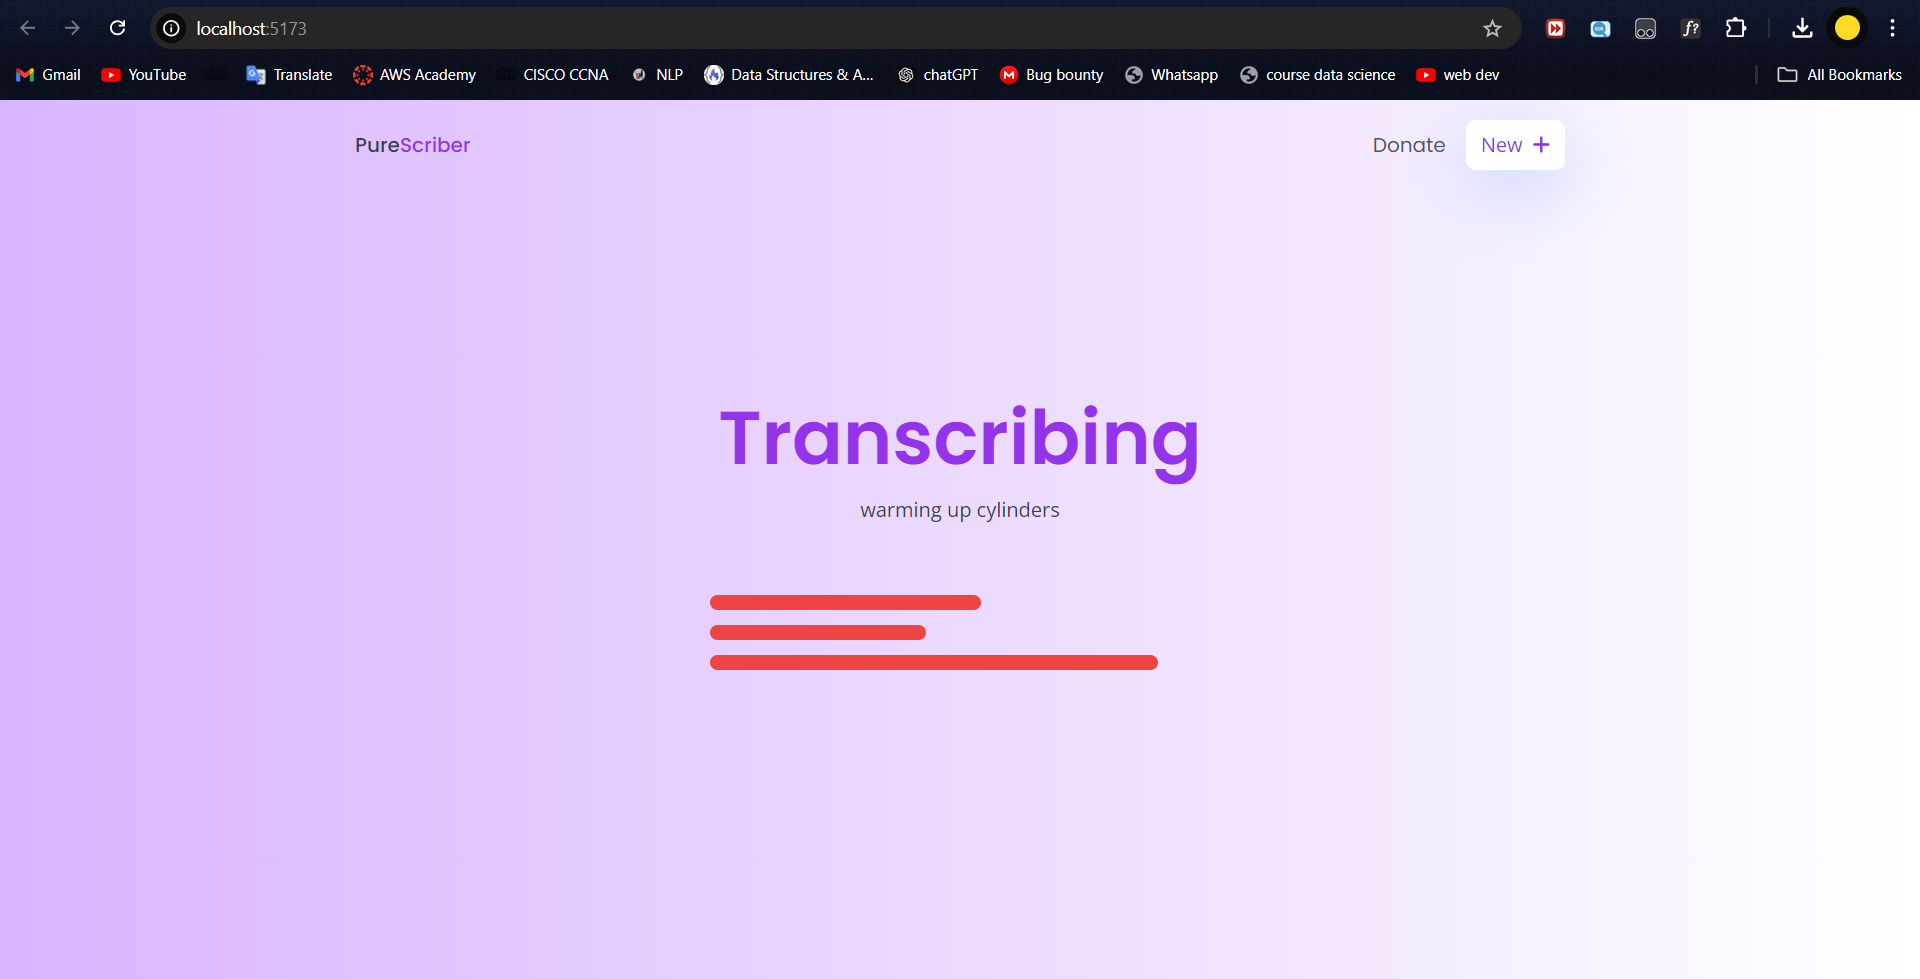 localhost:5173
Gmail YouTube Translate AWS Academy CISCO CCNA NLP Data Structures & A... chatGPT Bug bounty Whatsapp course data science web dev All Bookmarks
PureScriber Donate New +
Transcribing
warming up cylinders